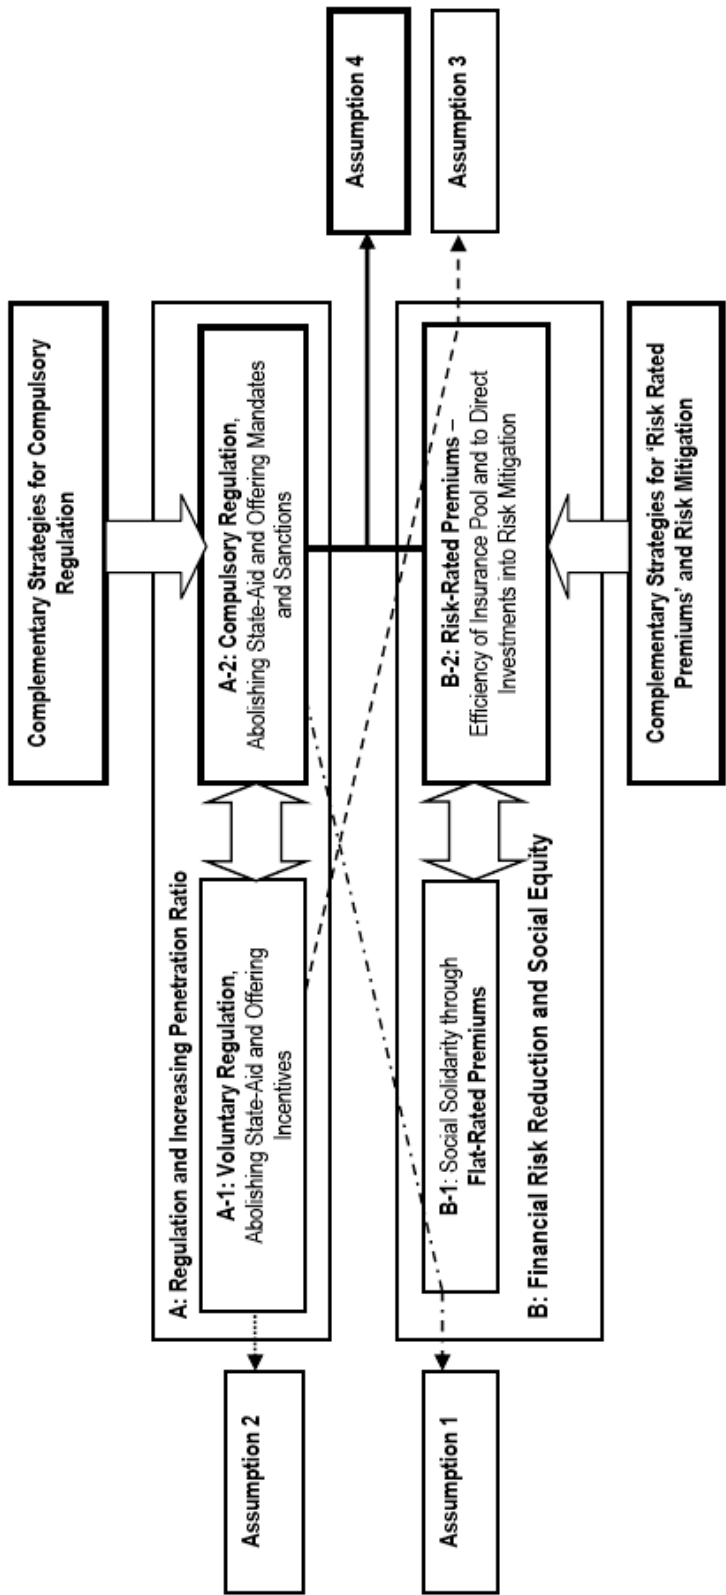 Complementary Strategies for Compulsory
Regulation
A: Regulation and Increasing Penetration Ratio
A-1: Voluntary Regulation,
Abolishing State-Aid and Offering
Incentives
A-2: Compulsory Regulation,
Abolishing State-Aid and Offering Mandates
and Sanctions
Assumption 2
Assumption 4
Assumption 1
Assumption 3
B-1: Social Solidarity through
Flat-Rated Premiums
B-2: Risk-Rated Premiums –
Efficiency of Insurance Pool and to Direct
Investments into Risk Mitigation
B: Financial Risk Reduction and Social Equity
Complementary Strategies for ‘Risk Rated
Premiums’ and Risk Mitigation